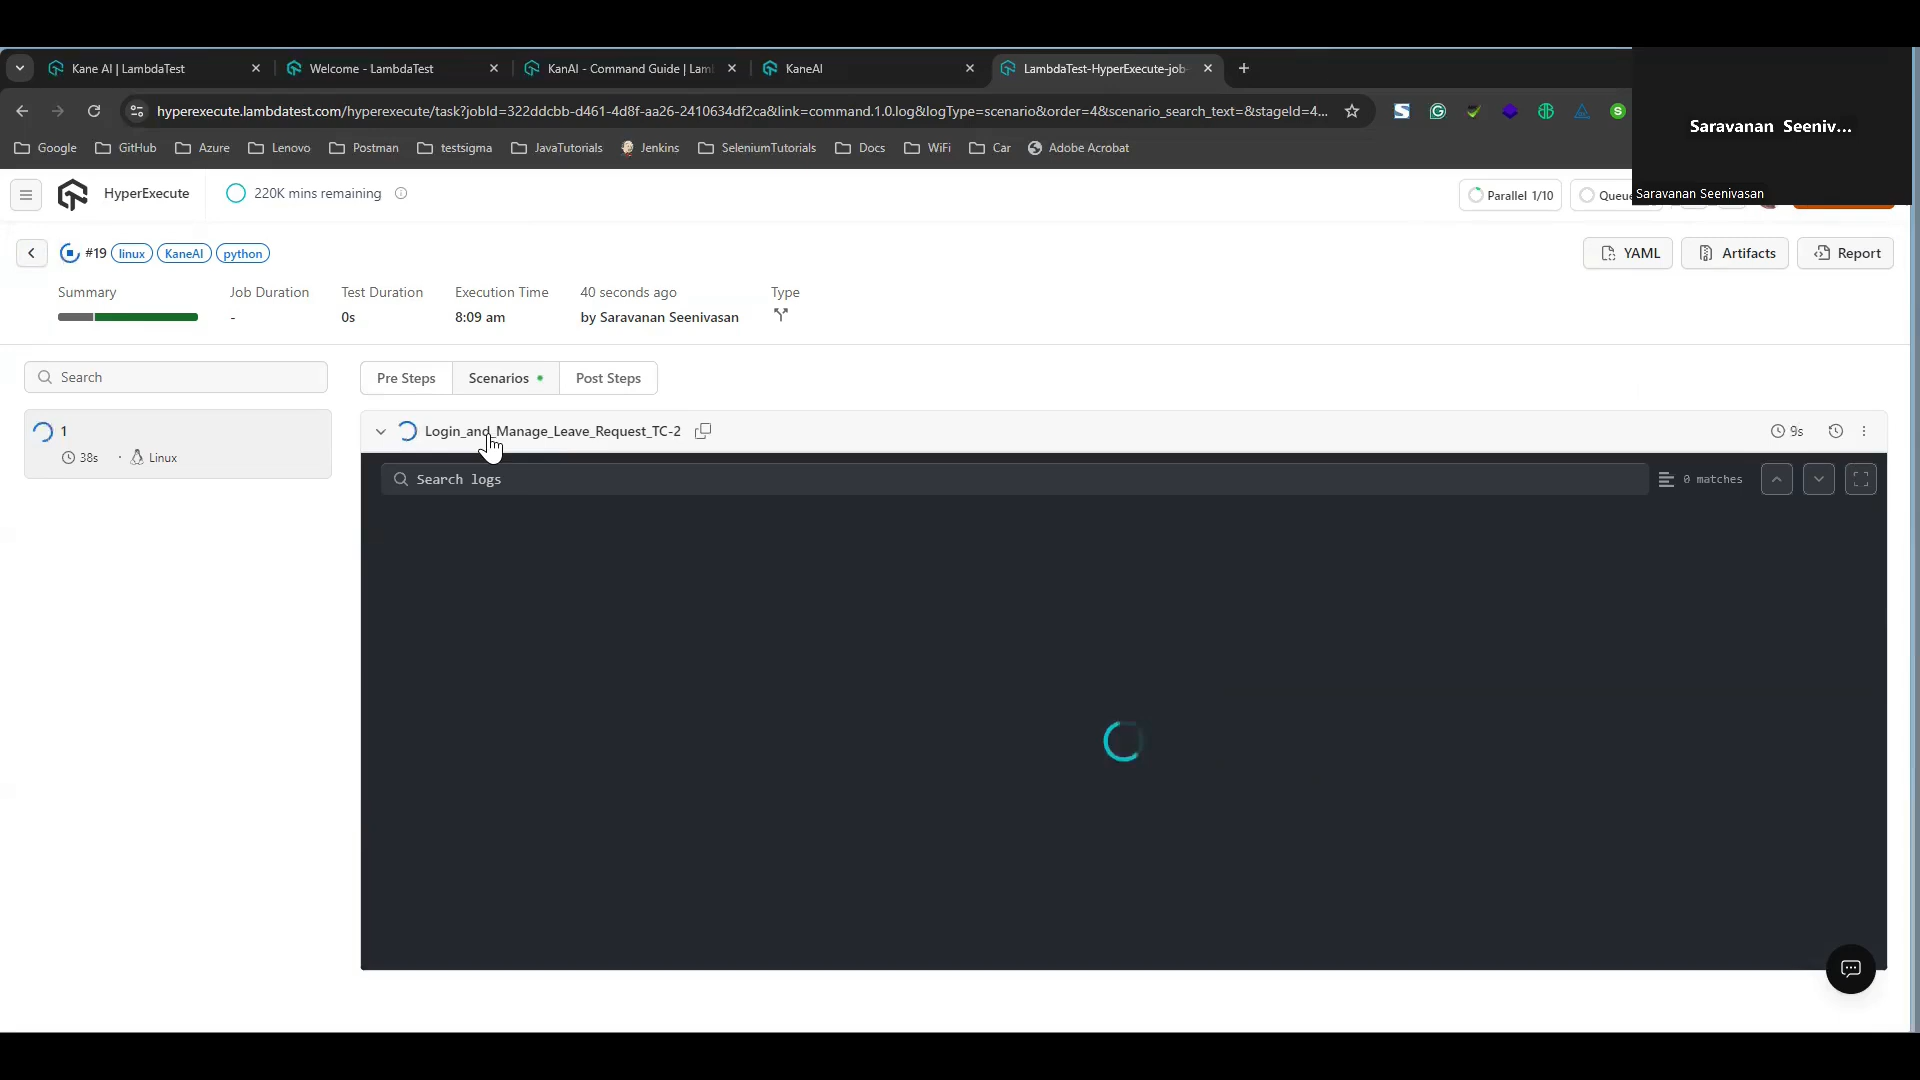 Kane AI | LambdaTest
Welcome - LambdaTest
KanAI - Command Guide | Lam
KaneAI
LambdaTest-HyperExecute-job-
hyperexecute.lambdatest.com/hyperexecute/task?jobId=322ddcbb-d461-4d8f-aa26-2410634df2ca&link=command.1.0.log&logType=scenario&order=4&scenario_search_text=&stageId=4...
Saravanan Seeniv...
Google
GitHub
Azure
Lenovo
Postman
testsigma
JavaTutorials
Jenkins
SeleniumTutorials
Docs
WiFi
Car
Adobe Acrobat
HyperExecute
220K mins remaining
Parallel 1/10
Queue
Saravanan Seenivasan
#19 linux KaneAI python
YAML
Artifacts
Report
Summary
Job Duration
Test Duration
Execution Time
40 seconds ago
Type
-
0s
8:09 am
by Saravanan Seenivasan
Search
Pre Steps
Scenarios
Post Steps
1
38s · Linux
Login_and_Manage_Leave_Request_TC-2
9s
Search logs
0 matches